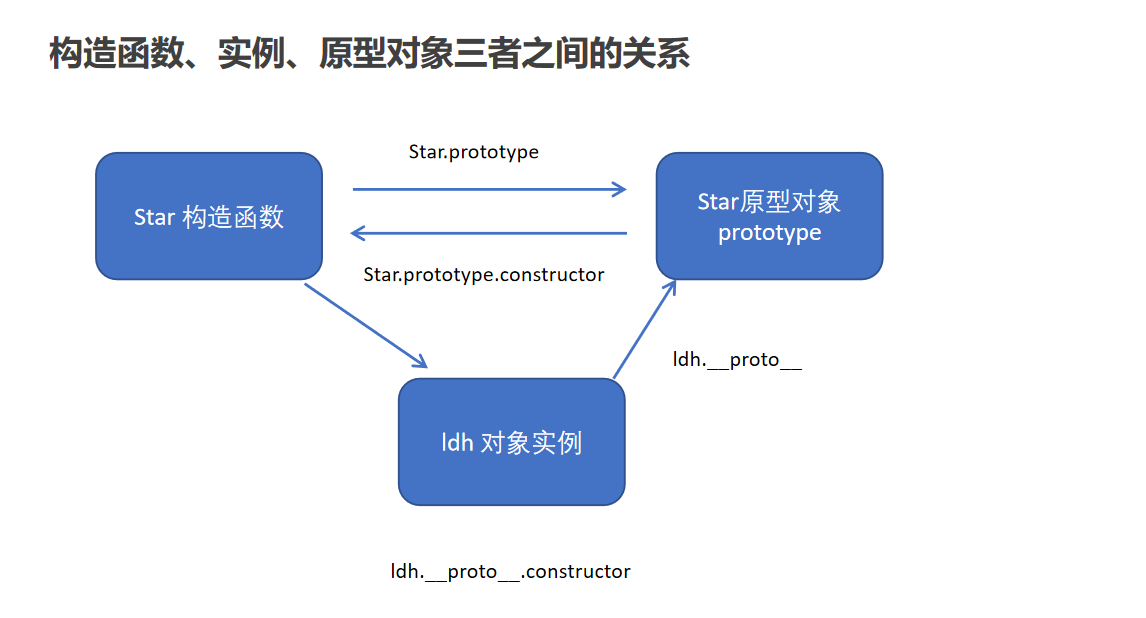 构造函数、实例、原型对象三者之间的关系
Star.prototype
Star 构造函数
Star原型对象
prototype
Star.prototype.constructor
ldh.__proto__
ldh 对象实例
ldh.__proto__.constructor